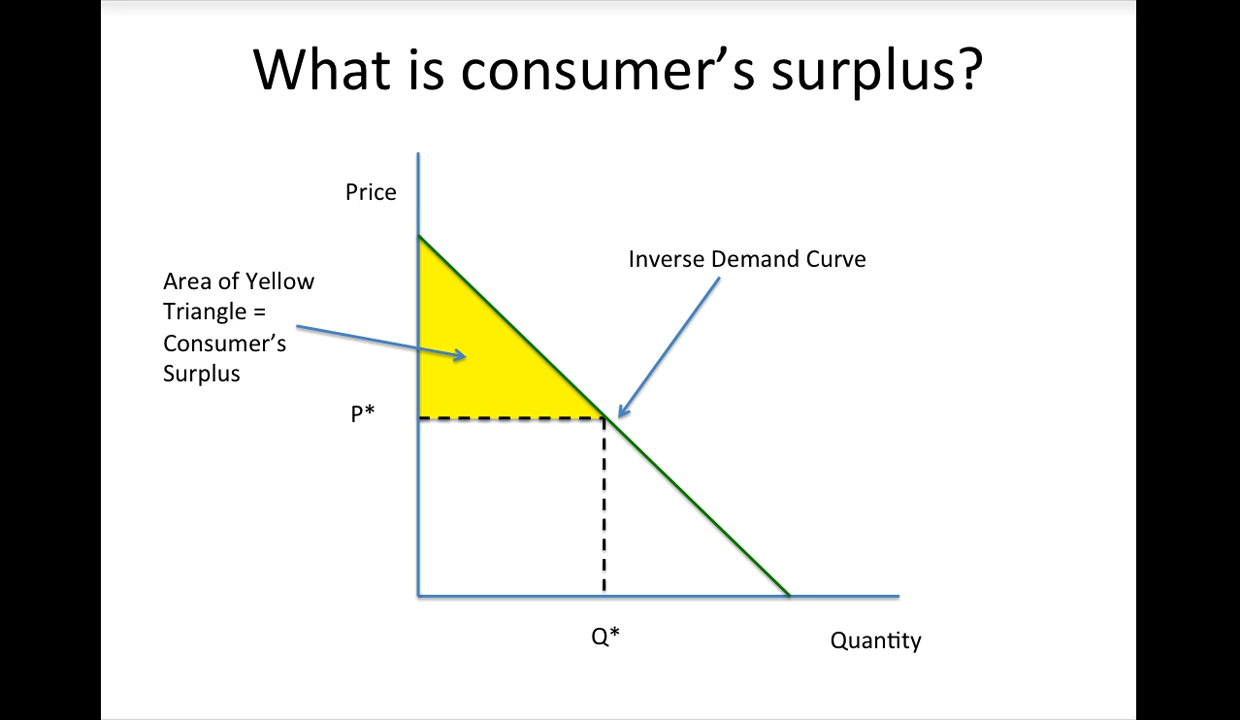 What is consumer’s surplus?
Price
Inverse Demand Curve
Area of Yellow
Triangle =
Consumer’s
Surplus
P*
Q*
Quantity